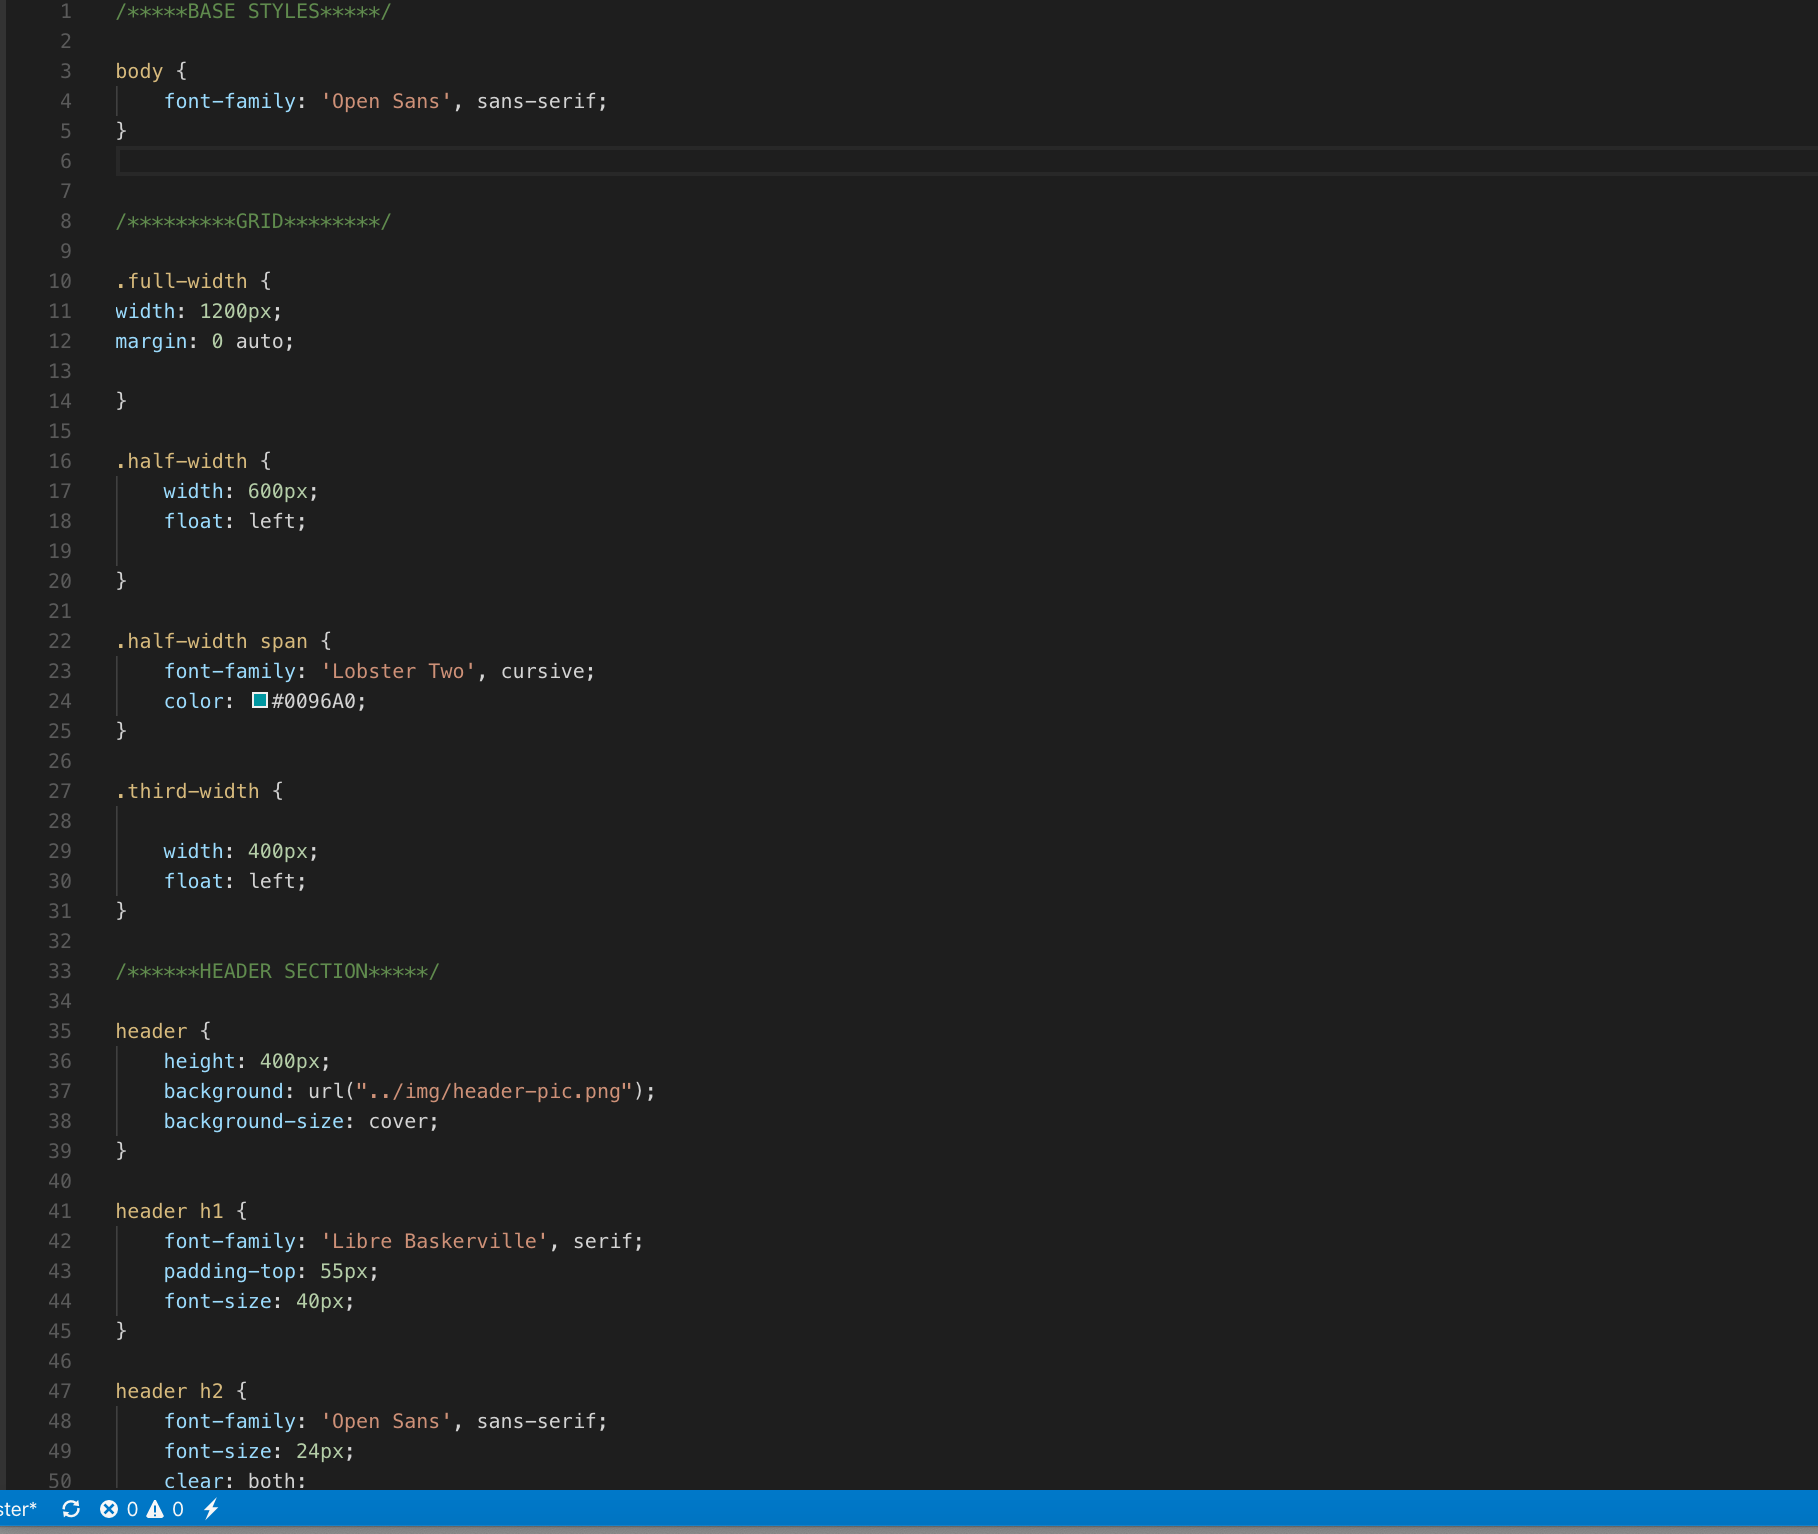 1 /*****BASE STYLES*****/
2
3 body {
4     font-family: 'Open Sans', sans-serif;
5 }
6
7
8 /*********GRID********/
9
10 .full-width {
11 width: 1200px;
12 margin: 0 auto;
13
14 }
15
16 .half-width {
17     width: 600px;
18     float: left;
19
20 }
21
22 .half-width span {
23     font-family: 'Lobster Two', cursive;
24     color: #0096A0;
25 }
26
27 .third-width {
28
29     width: 400px;
30     float: left;
31 }
32
33 /******HEADER SECTION*****/
34
35 header {
36     height: 400px;
37     background: url("../img/header-pic.png");
38     background-size: cover;
39 }
40
41 header h1 {
42     font-family: 'Libre Baskerville', serif;
43     padding-top: 55px;
44     font-size: 40px;
45 }
46
47 header h2 {
48     font-family: 'Open Sans', sans-serif;
49     font-size: 24px;
50     clear: both;
ster* 0 0